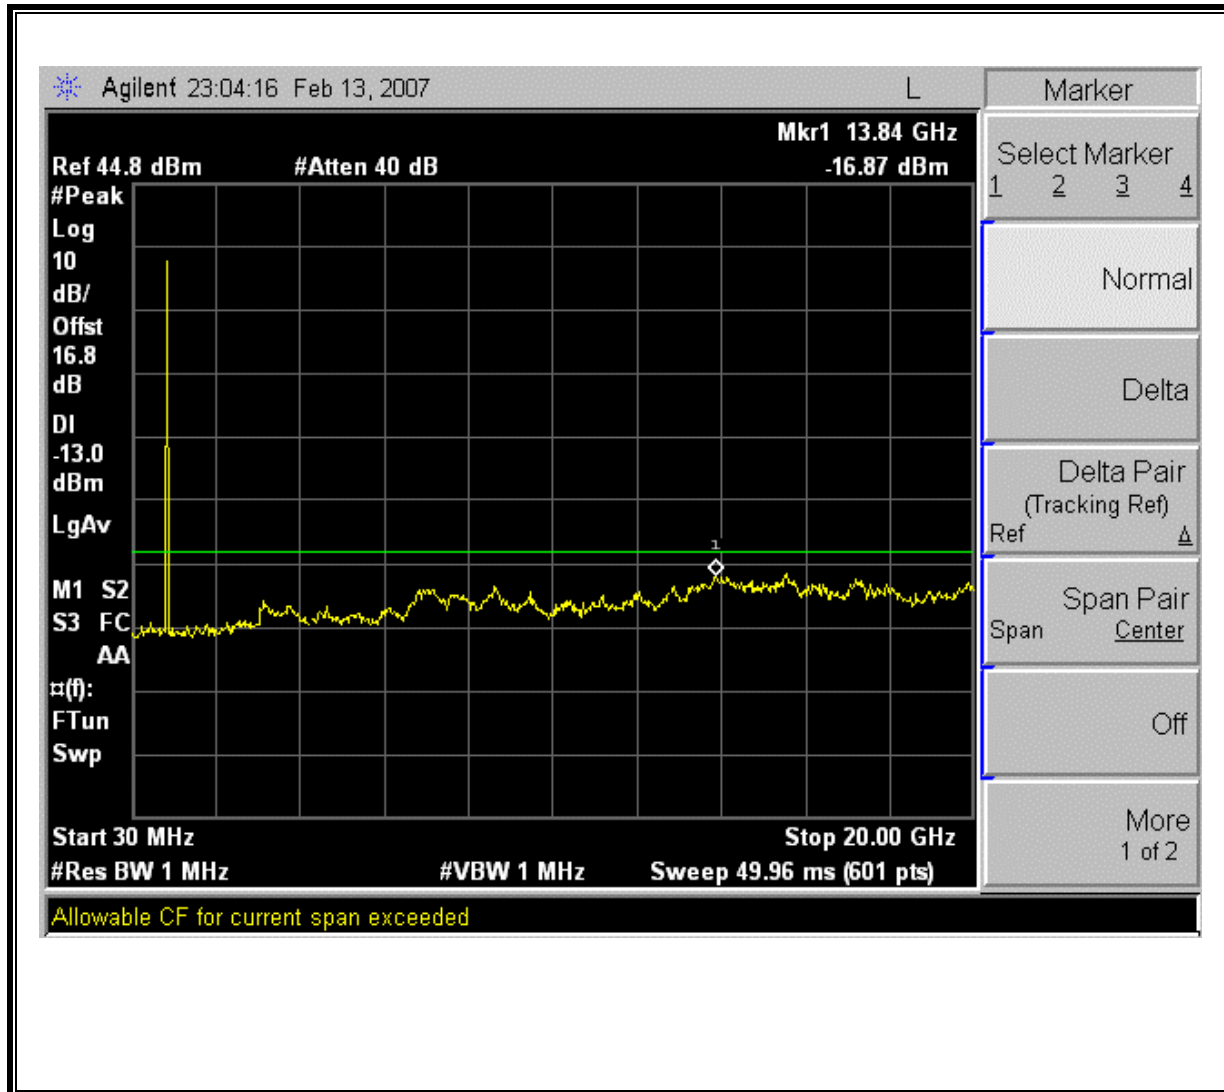 Agilent 23:04:16 Feb 13, 2007 L
Mkr1 13.84 GHz
Ref 44.8 dBm #Atten 40 dB -16.87 dBm
#Peak
Log
10
dB/
Offst
16.8
dB
DI
-13.0
dBm
LgAv
1
M1 S2
S3 FC
AA
¤(f):
FTun
Swp
Start 30 MHz Stop 20.00 GHz
#Res BW 1 MHz #VBW 1 MHz Sweep 49.96 ms (601 pts)
Allowable CF for current span exceeded
Marker
Select Marker
1 2 3 4
Normal
Delta
Delta Pair
(Tracking Ref)
Ref Δ
Span Pair
Span Center
Off
More
1 of 2